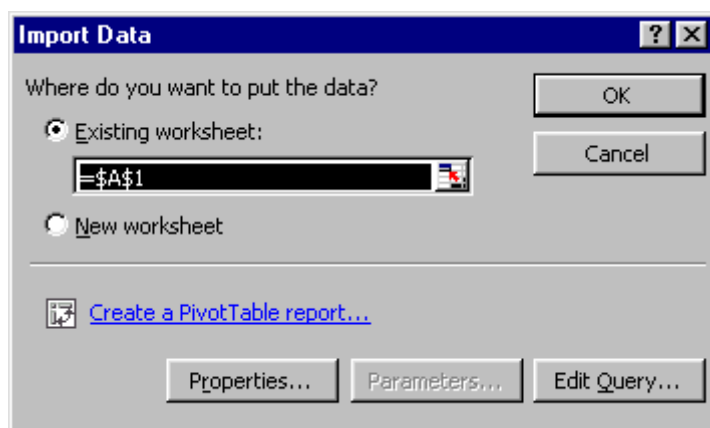 Import Data
Where do you want to put the data?
OK
Existing worksheet:
Cancel
=$A$1
New worksheet
Create a PivotTable report...
Properties... Parameters... Edit Query...